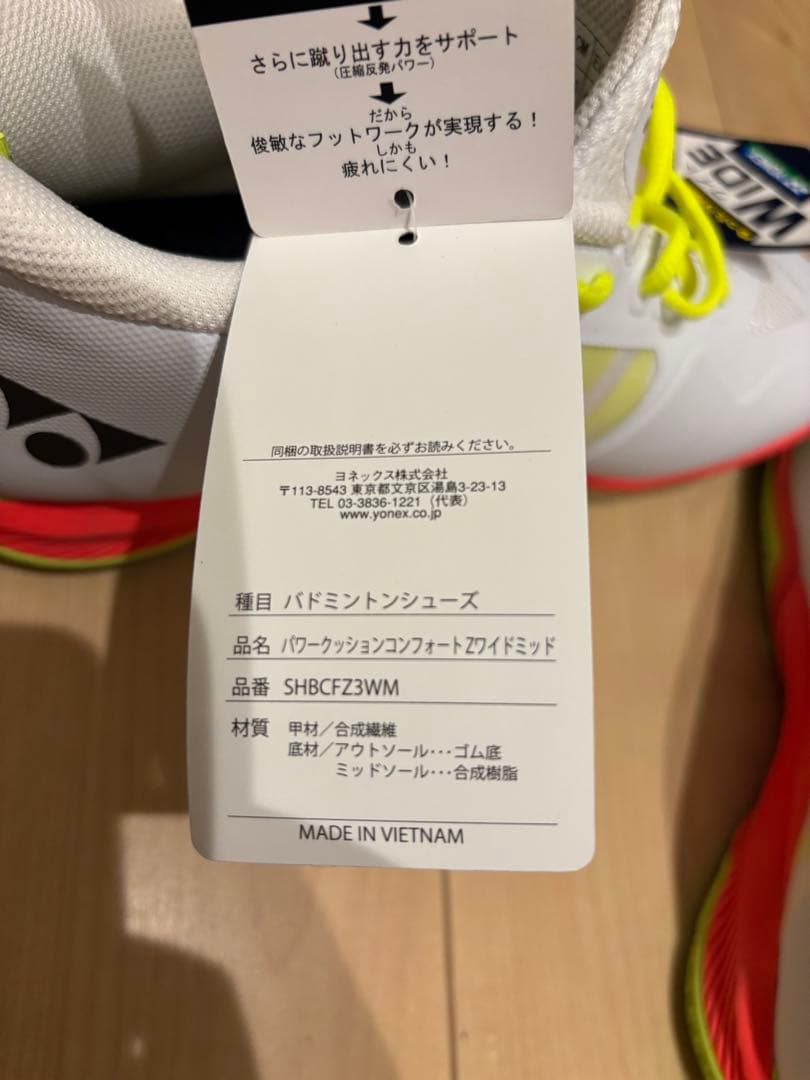 さらに蹴り出す力をサポート
(圧縮反発パワー)
だから
俊敏なフットワークが実現する！
しかも
疲れにくい！
WIDE
同梱の取扱説明書を必ずお読みください。
ヨネックス株式会社
〒113-8543 東京都文京区湯島3-23-13
TEL 03-3836-1221（代表）
www.yonex.co.jp
種目 バドミントンシューズ
品名 パワークッションコンフォートZワイドミッド
品番 SHBCFZ3WM
材質 甲材／合成繊維
底材／アウトソール･･･ゴム底
ミッドソール･･･合成樹脂
MADE IN VIETNAM